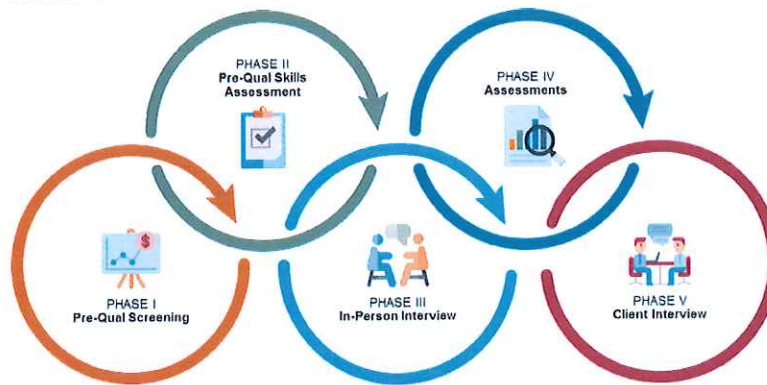 PHASE I
Pre-Qual Screening
PHASE II
Pre-Qual Skills
Assessment
PHASE III
In-Person Interview
PHASE IV
Assessments
PHASE V
Client Interview
$